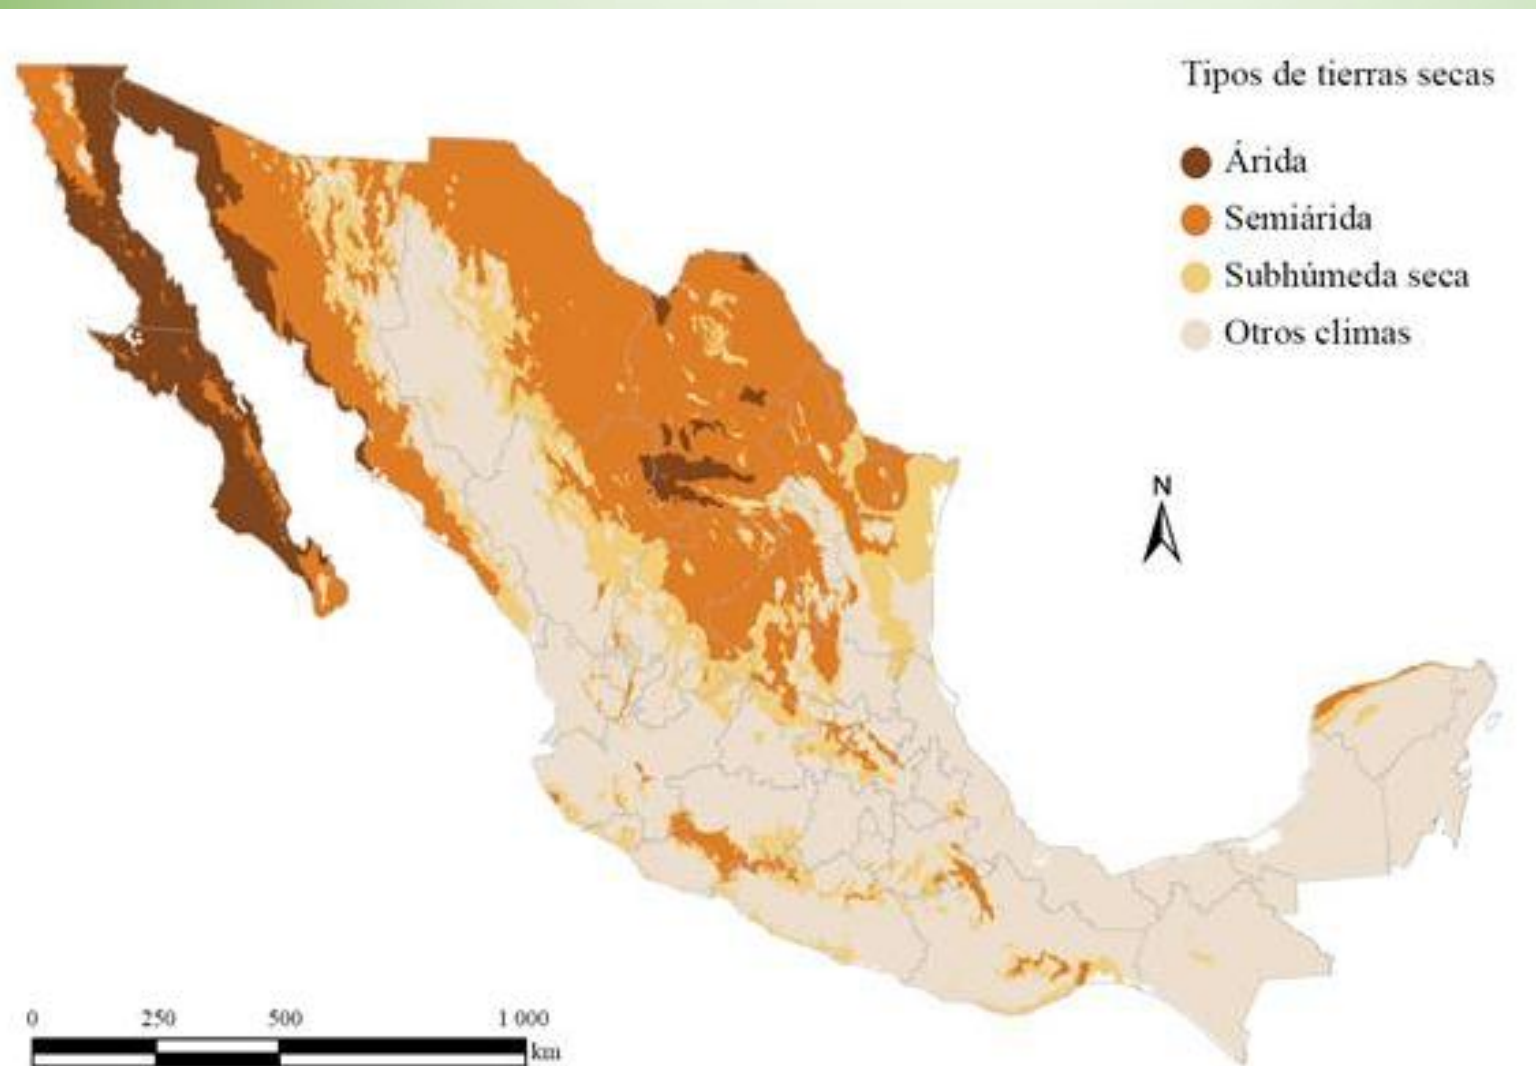 Tipos de tierras secas
Árida
Semiárida
Subhúmeda seca
Otros climas
N
0 250 500 1 000
km